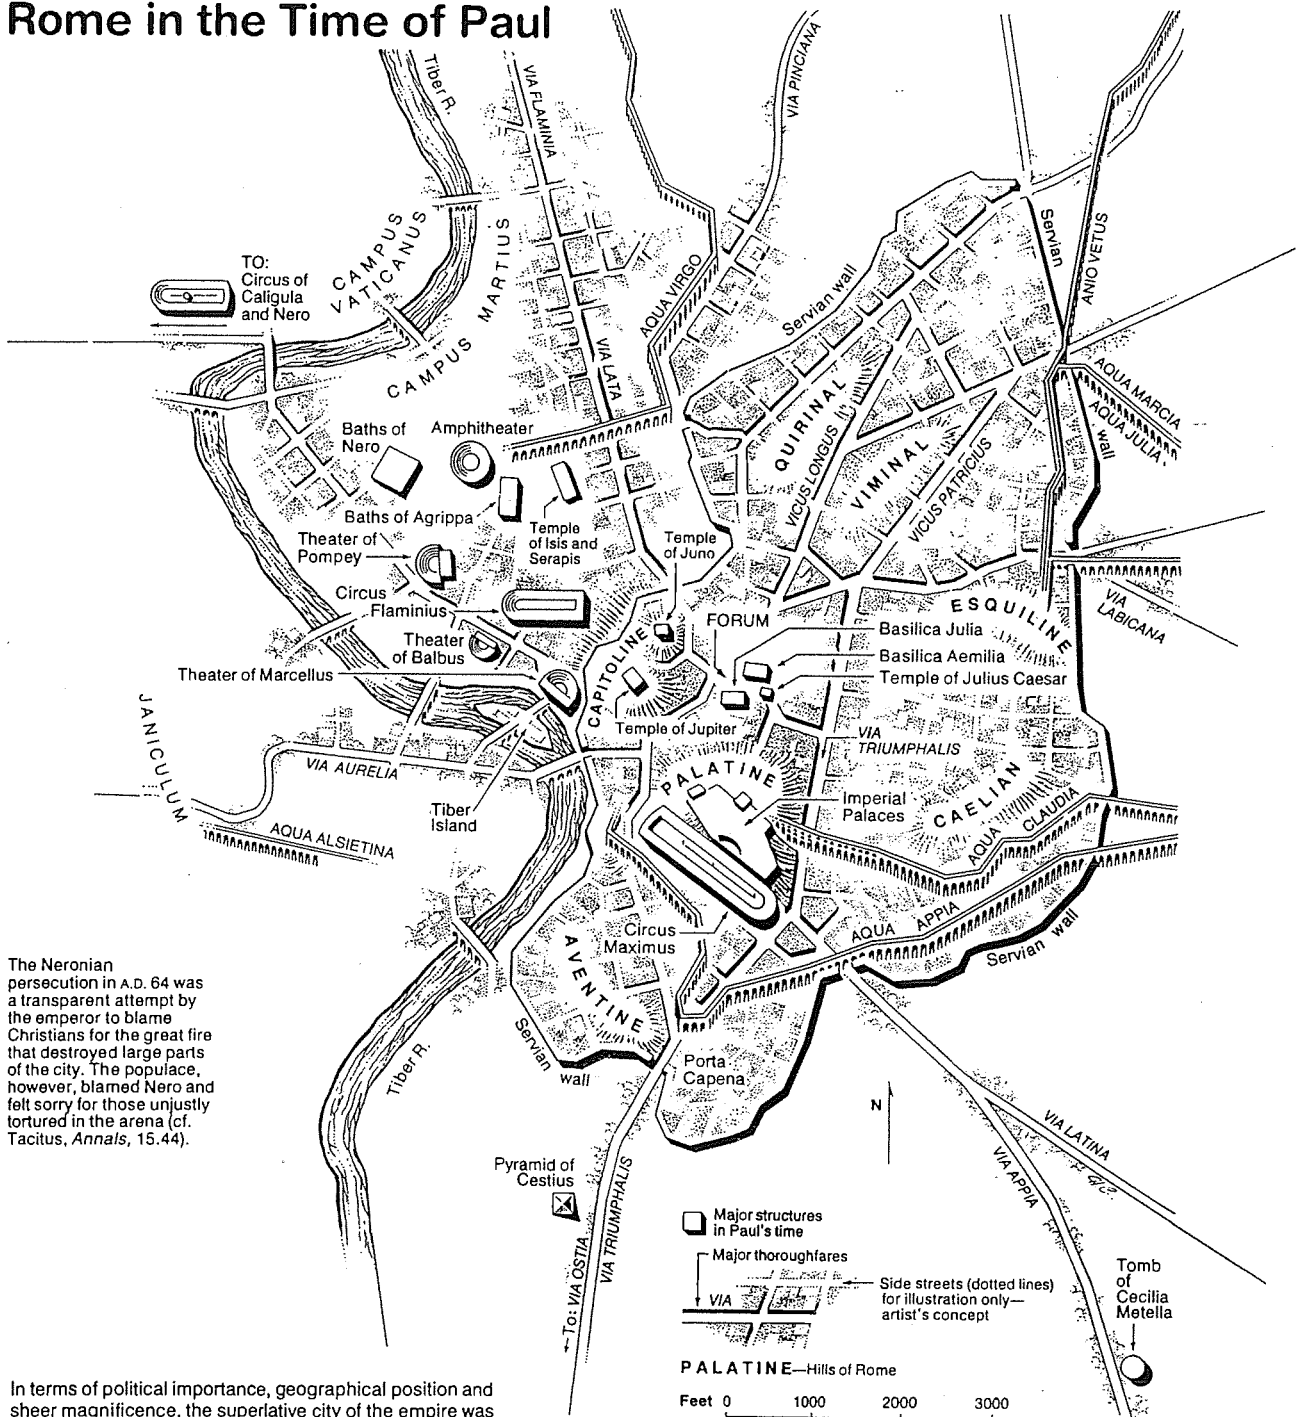 Rome in the Time of Paul
Tiber R.
VIA FLAMINIA
VIA PINCIANA
CAMPUS
VATICANUS
CAMPUS MARTIUS
TO:
Circus of
Caligula
and Nero
AQUA VIRGO
VIA LATA
Servian wall
Servian
wall
ANIO VETUS
AQUA MARCIA
AQUA JULIA
QUIRINAL
VICUS LONGUS
VIMINAL
VICUS PATRICIUS
Baths of
Nero
Amphitheater
Baths of Agrippa
Temple
of Isis and
Serapis
Theater of
Pompey
Temple
of Juno
Circus
Flaminius
Theater
of Balbus
Theater of Marcellus
CAPITOLINE
FORUM
Basilica Julia
Basilica Aemilia
Temple of Julius Caesar
Temple of Jupiter
ESQUILINE
VIA
LABICANA
VIA
TRIUMPHALIS
JANICULUM
VIA AURELIA
Tiber
Island
AQUA ALSIETINA
PALATINE
Imperial
Palaces
CAELIAN
AQUA CLAUDIA
Circus
Maximus
AQUA APPIA
Servian wall
AVENTINE
Servian
wall
Porta
Capena
Tiber R.
The Neronian
persecution in A.D. 64 was
a transparent attempt by
the emperor to blame
Christians for the great fire
that destroyed large parts
of the city. The populace,
however, blamed Nero and
felt sorry for those unjustly
tortured in the arena (cf.
Tacitus, Annals, 15.44).
N
VIA LATINA
VIA APPIA
Pyramid of
Cestius
VIA TRIUMPHALIS
To: VIA OSTIA
Major structures
in Paul's time
Major thoroughfares
VIA
Side streets (dotted lines)
for illustration only—
artist's concept
Tomb
of
Cecilia
Metella
PALATINE—Hills of Rome
Feet 0 1000 2000 3000
In terms of political importance, geographical position and
sheer magnificence, the superlative city of the empire was